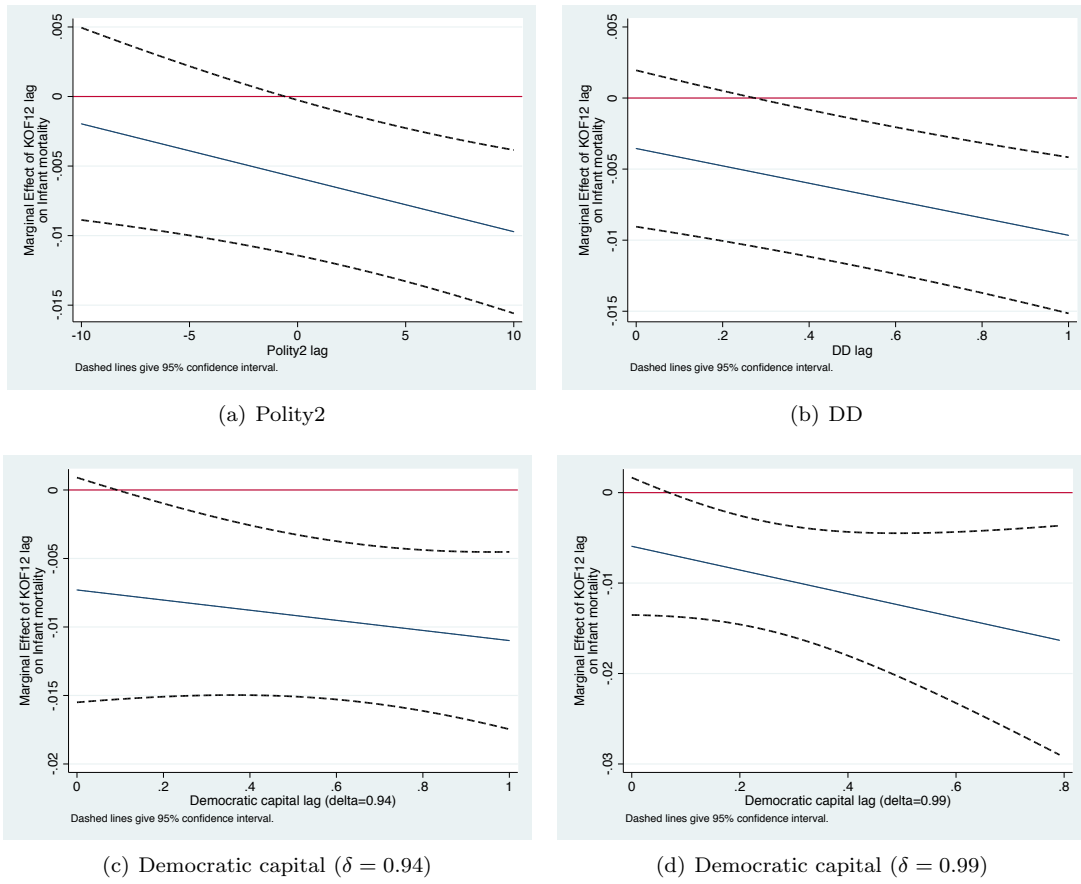 .005
0
-.005
-.01
-.015
Marginal Effect of KOF12 lag
on Infant mortality
-10 -5 0 5 10
Polity2 lag
Dashed lines give 95% confidence interval.
(a) Polity2
.005
0
-.005
-.01
-.015
Marginal Effect of KOF12 lag
on Infant mortality
0 .2 .4 .6 .8 1
DD lag
Dashed lines give 95% confidence interval.
(b) DD
0
-.005
-.01
-.015
-.02
Marginal Effect of KOF12 lag
on Infant mortality
0 .2 .4 .6 .8 1
Democratic capital lag (delta=0.94)
Dashed lines give 95% confidence interval.
(c) Democratic capital (δ = 0.94)
0
-.01
-.02
-.03
Marginal Effect of KOF12 lag
on Infant mortality
0 .2 .4 .6 .8
Democratic capital lag (delta=0.99)
Dashed lines give 95% confidence interval.
(d) Democratic capital (δ = 0.99)